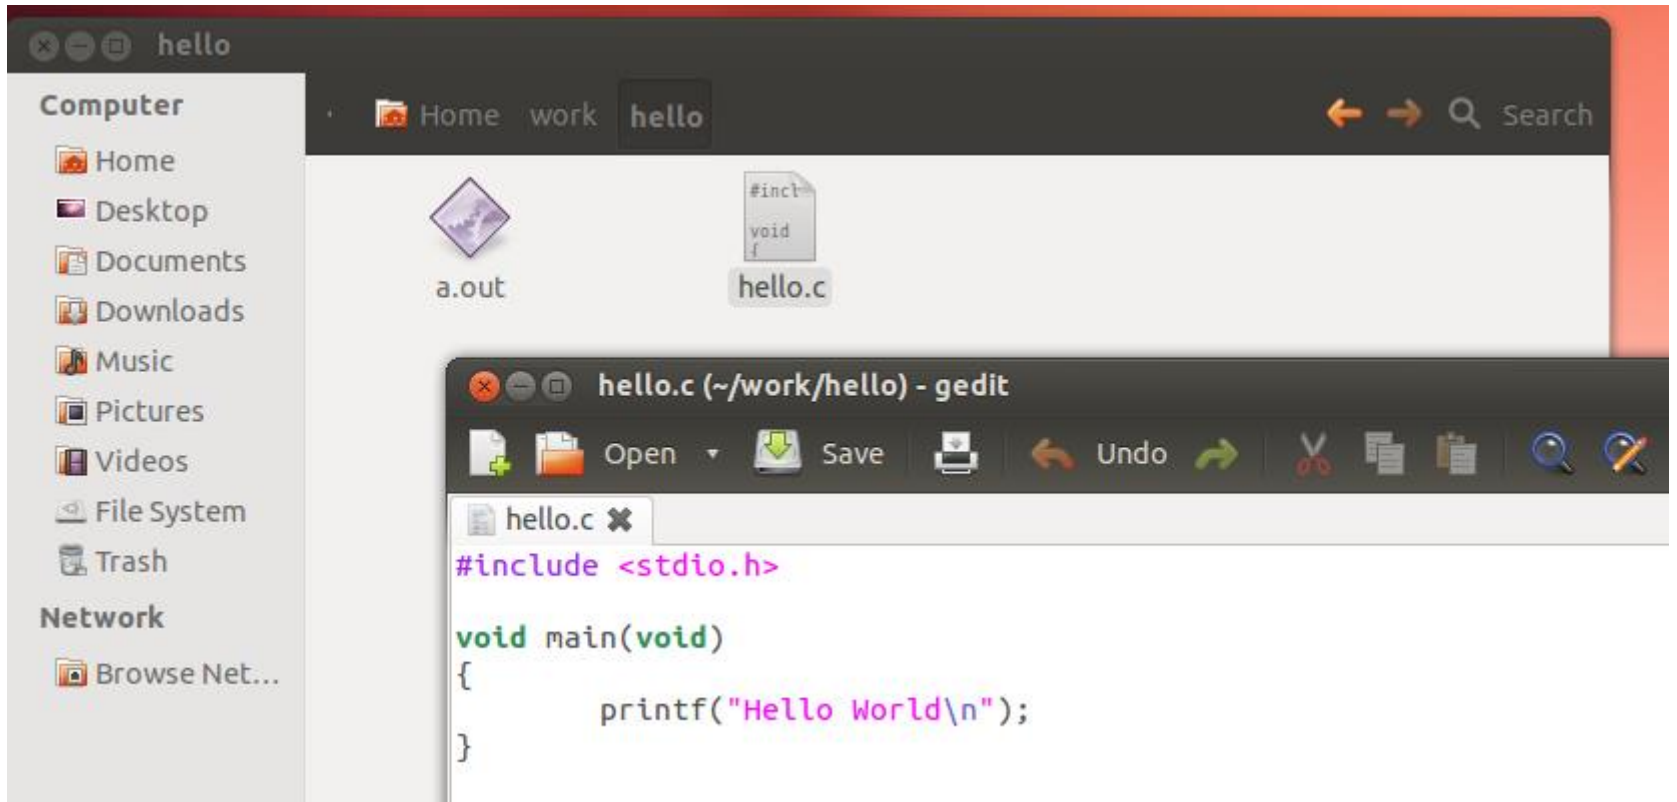 hello
Computer
Home
Desktop
Documents
Downloads
Music
Pictures
Videos
File System
Trash
Network
Browse Net...
Home work hello Search
#incl
void
{
a.out hello.c
hello.c (~/work/hello) - gedit
Open Save Undo
hello.c
#include <stdio.h>
void main(void)
{
        printf("Hello World\n");
}